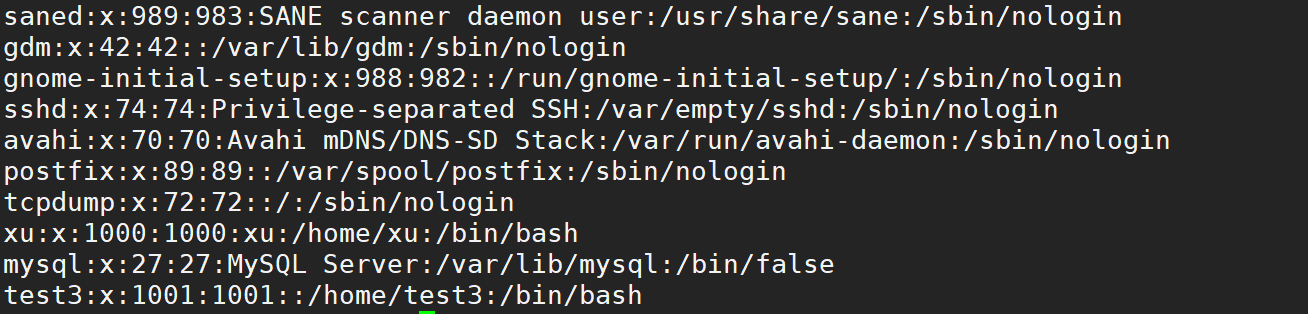 saned:x:989:983:SANE scanner daemon user:/usr/share/sane:/sbin/nologin
gdm:x:42:42::/var/lib/gdm:/sbin/nologin
gnome-initial-setup:x:988:982::/run/gnome-initial-setup/:/sbin/nologin
sshd:x:74:74:Privilege-separated SSH:/var/empty/sshd:/sbin/nologin
avahi:x:70:70:Avahi mDNS/DNS-SD Stack:/var/run/avahi-daemon:/sbin/nologin
postfix:x:89:89::/var/spool/postfix:/sbin/nologin
tcpdump:x:72:72::/:/sbin/nologin
xu:x:1000:1000:xu:/home/xu:/bin/bash
mysql:x:27:27:MySQL Server:/var/lib/mysql:/bin/false
test3:x:1001:1001::/home/test3:/bin/bash